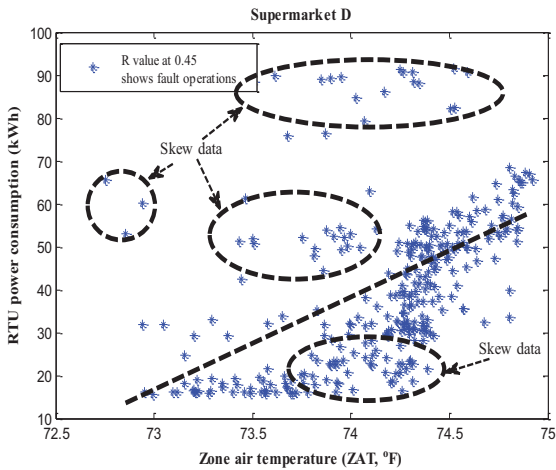 Supermarket D
R value at 0.45
shows fault operations
Skew data
Skew data
RTU power consumption (kWh)
100
90
80
70
60
50
40
30
20
10
72.5 73 73.5 74 74.5 75
Zone air temperature (ZAT, °F)